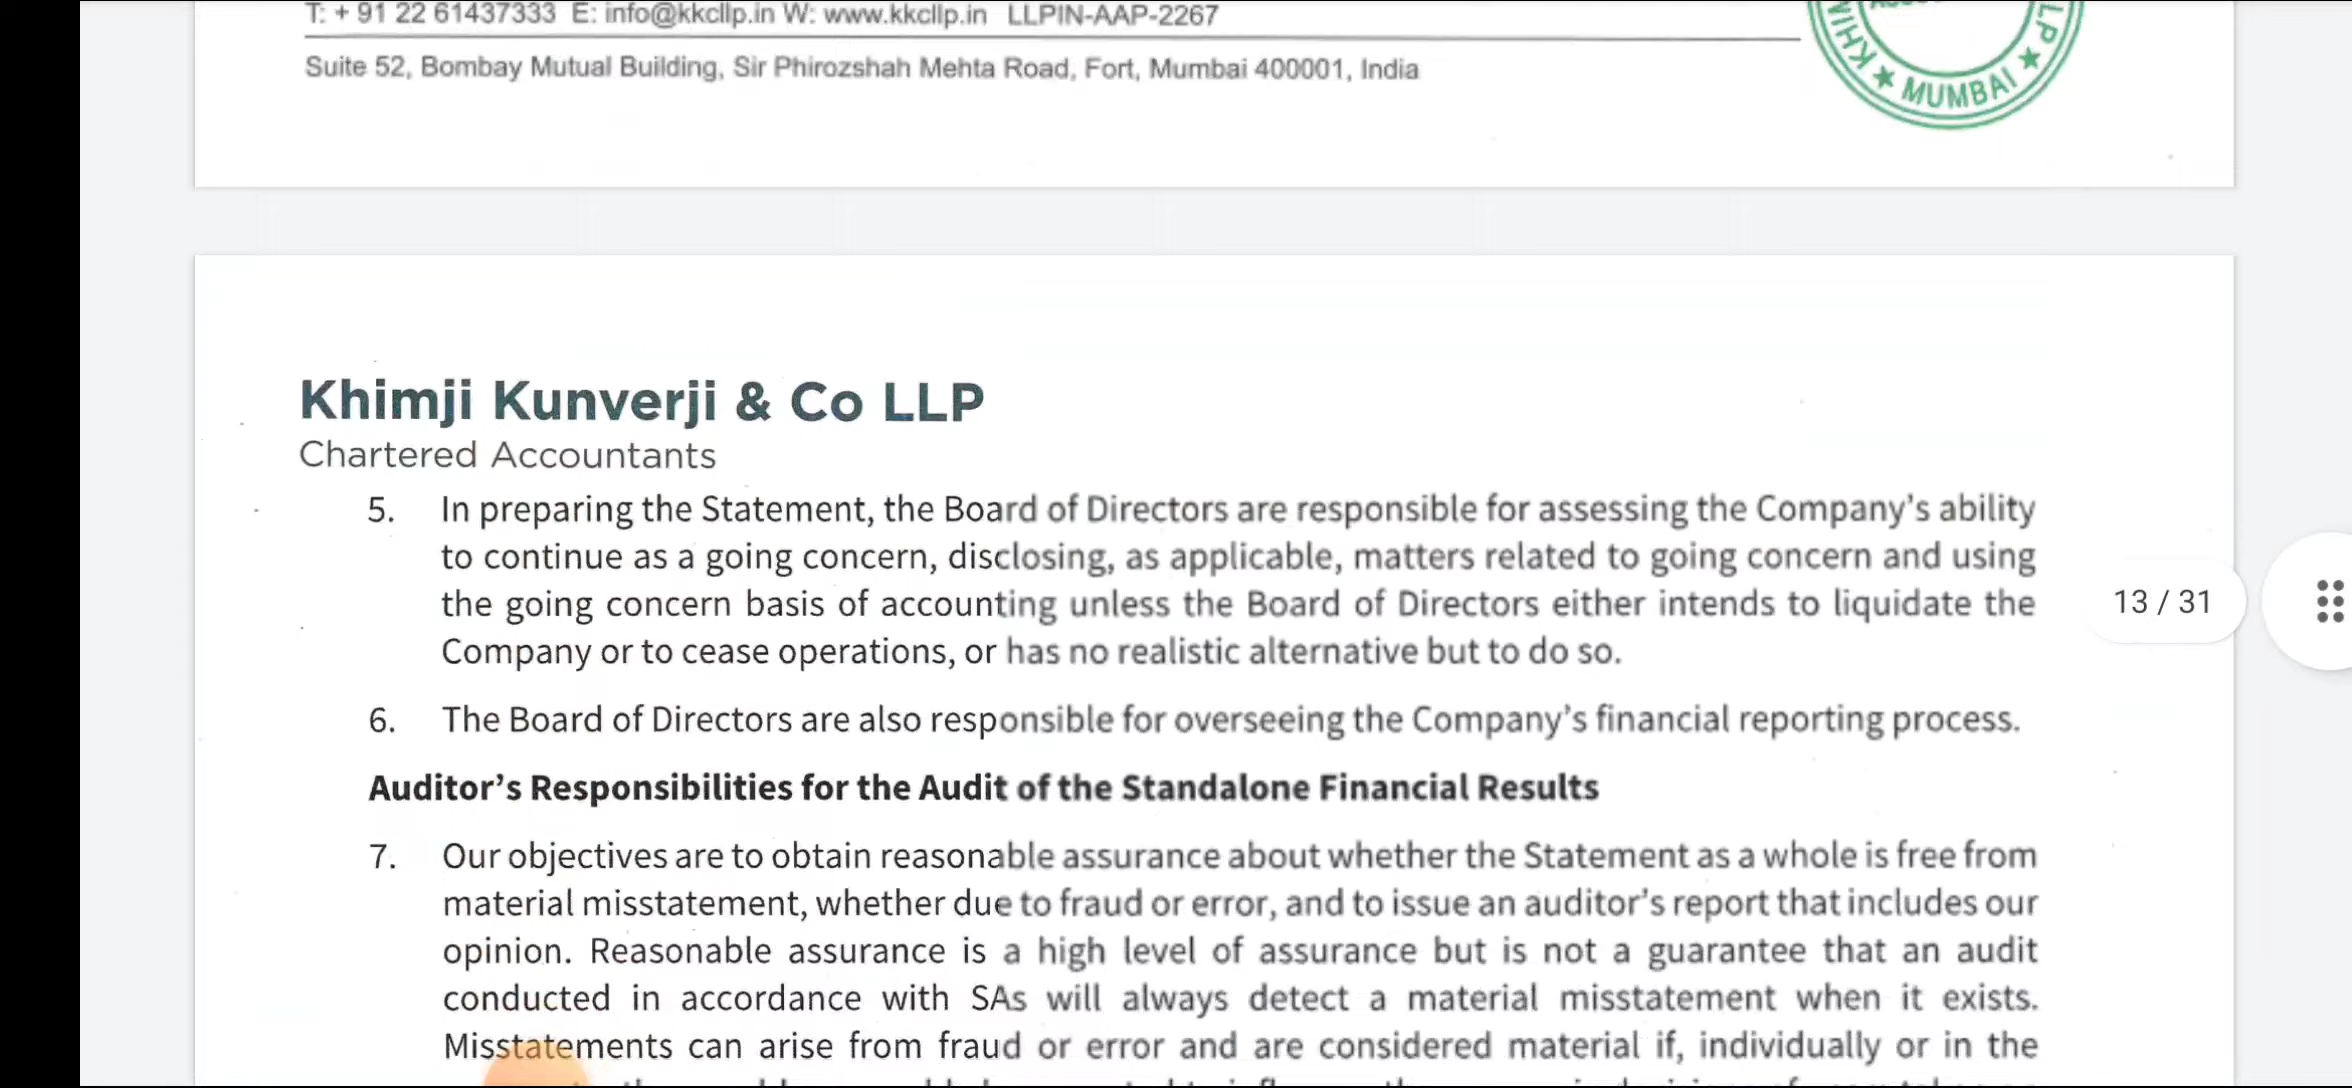 T: + 91 22 61437333 E: info@kkcllp.in W: www.kkcllp.in LLPIN-AAP-2267
Suite 52, Bombay Mutual Building, Sir Phirozshah Mehta Road, Fort, Mumbai 400001, India
LLP ★ MUMBAI ★ KHIM
Khimji Kunverji & Co LLP
Chartered Accountants
5. In preparing the Statement, the Board of Directors are responsible for assessing the Company’s ability
to continue as a going concern, disclosing, as applicable, matters related to going concern and using
the going concern basis of accounting unless the Board of Directors either intends to liquidate the
Company or to cease operations, or has no realistic alternative but to do so.
13 / 31
6. The Board of Directors are also responsible for overseeing the Company’s financial reporting process.
Auditor’s Responsibilities for the Audit of the Standalone Financial Results
7. Our objectives are to obtain reasonable assurance about whether the Statement as a whole is free from
material misstatement, whether due to fraud or error, and to issue an auditor’s report that includes our
opinion. Reasonable assurance is a high level of assurance but is not a guarantee that an audit
conducted in accordance with SAs will always detect a material misstatement when it exists.
Misstatements can arise from fraud or error and are considered material if, individually or in the